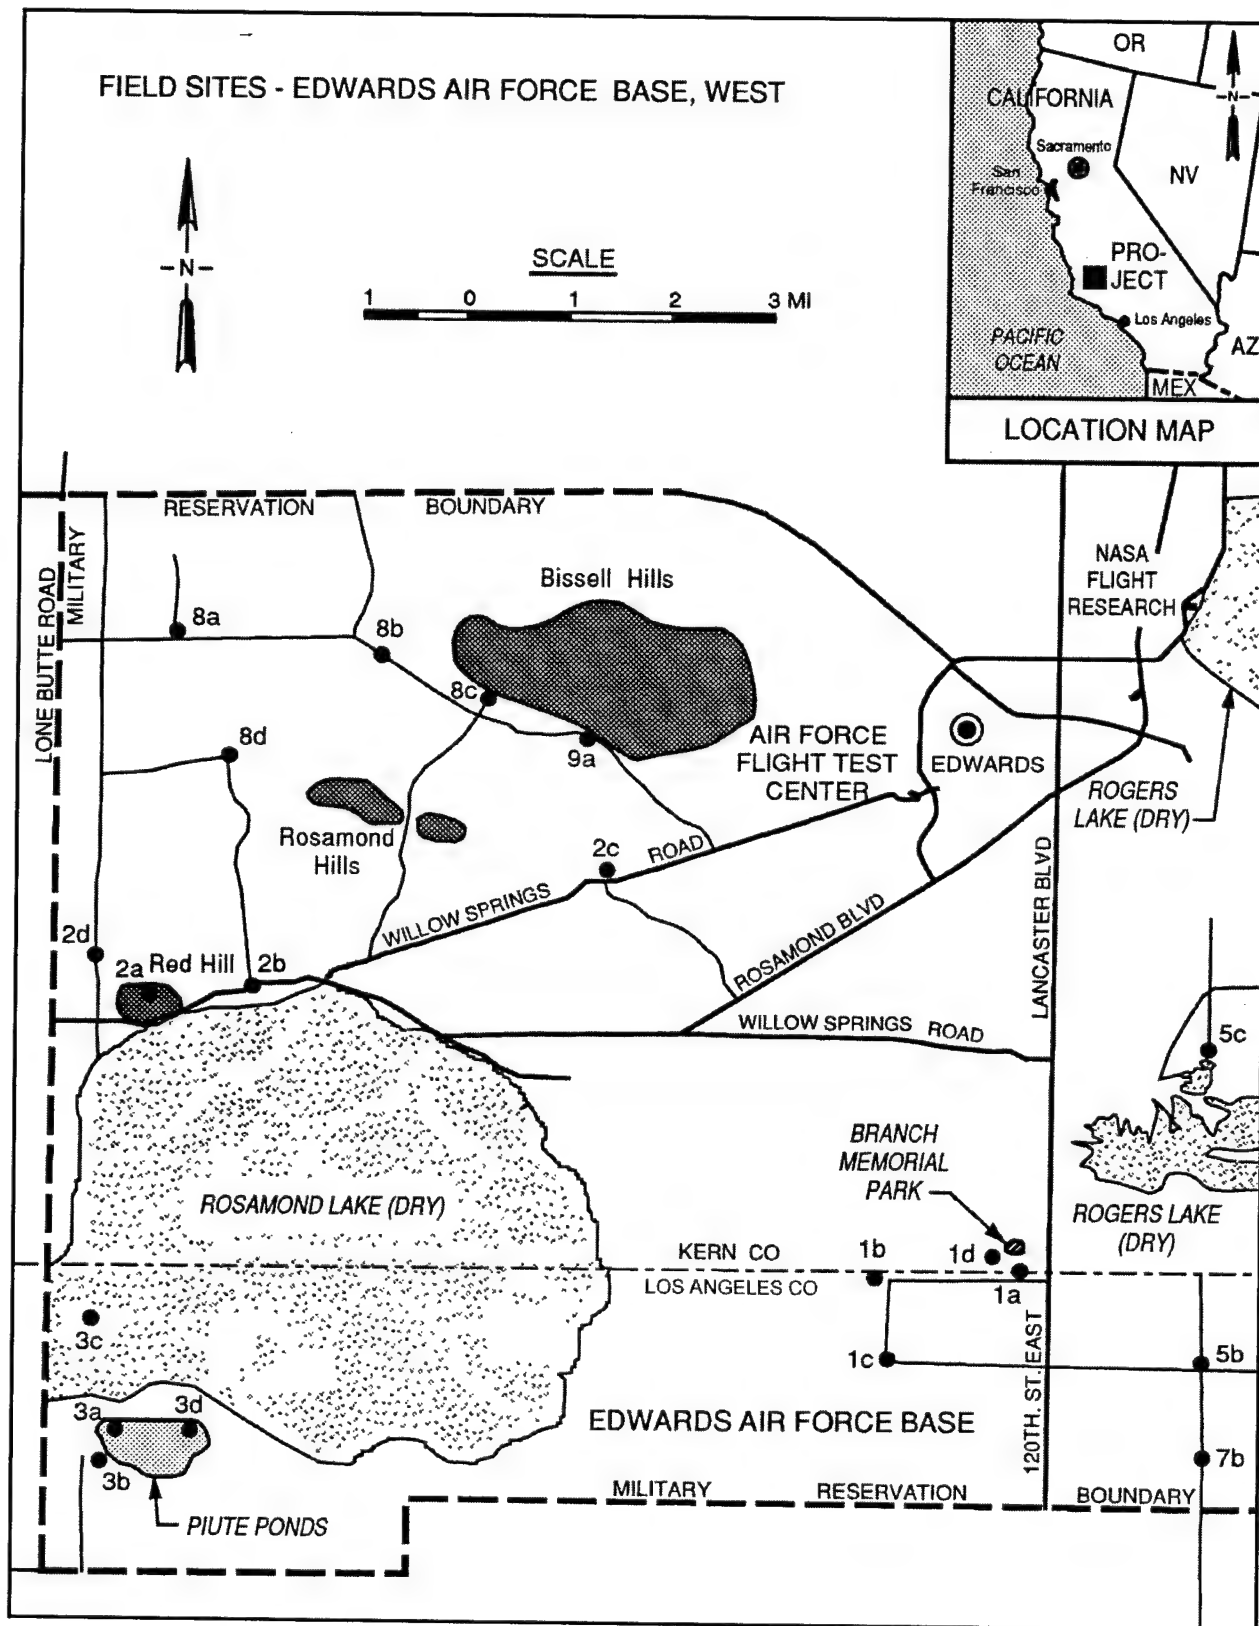 FIELD SITES - EDWARDS AIR FORCE BASE, WEST
N
SCALE
1 0 1 2 3 MI
OR
CALIFORNIA
N
Sacramento
San
Francisco
NV
PRO-
JECT
Los Angeles
PACIFIC
OCEAN
AZ
MEX
LOCATION MAP
RESERVATION BOUNDARY
MILITARY
LONE BUTTE ROAD
NASA
FLIGHT
RESEARCH
Bissell Hills
8a
8b
8c
8d
9a
AIR FORCE
FLIGHT TEST
CENTER
EDWARDS
ROGERS
LAKE (DRY)
Rosamond
Hills
2c
WILLOW SPRINGS ROAD
ROSAMOND BLVD
LANCASTER BLVD
2d
2a
Red Hill
2b
WILLOW SPRINGS ROAD
5c
BRANCH
MEMORIAL
PARK
ROSAMOND LAKE (DRY)
ROGERS LAKE
(DRY)
KERN CO
LOS ANGELES CO
1b
1d
1a
3c
1c
120TH. ST. EAST
5b
3a
3d
EDWARDS AIR FORCE BASE
3b
7b
MILITARY RESERVATION BOUNDARY
PIUTE PONDS